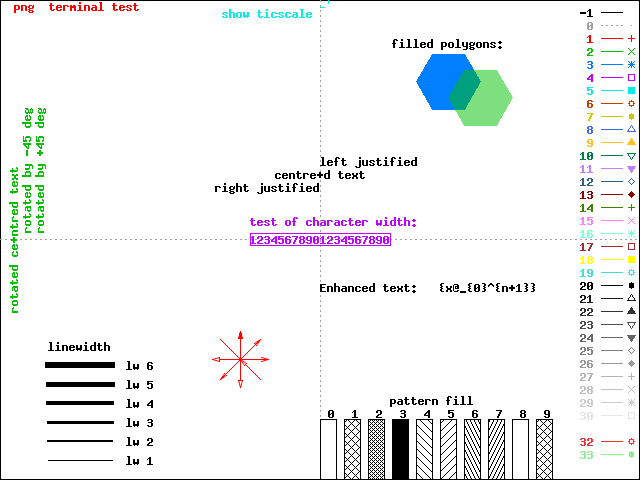 png  terminal test
show ticscale
filled polygons:
left justified
centre+d text
right justified
test of character width:
12345678901234567890
Enhanced text:   {x@_{0}^{n+1}}
rotated ce+ntred text
rotated by -45 deg
rotated by +45 deg
linewidth
lw 6
lw 5
lw 4
lw 3
lw 2
lw 1
pattern fill
0 1 2 3 4 5 6 7 8 9
-1
0
1
2
3
4
5
6
7
8
9
10
11
12
13
14
15
16
17
18
19
20
21
22
23
24
25
26
27
28
29
30
32
33